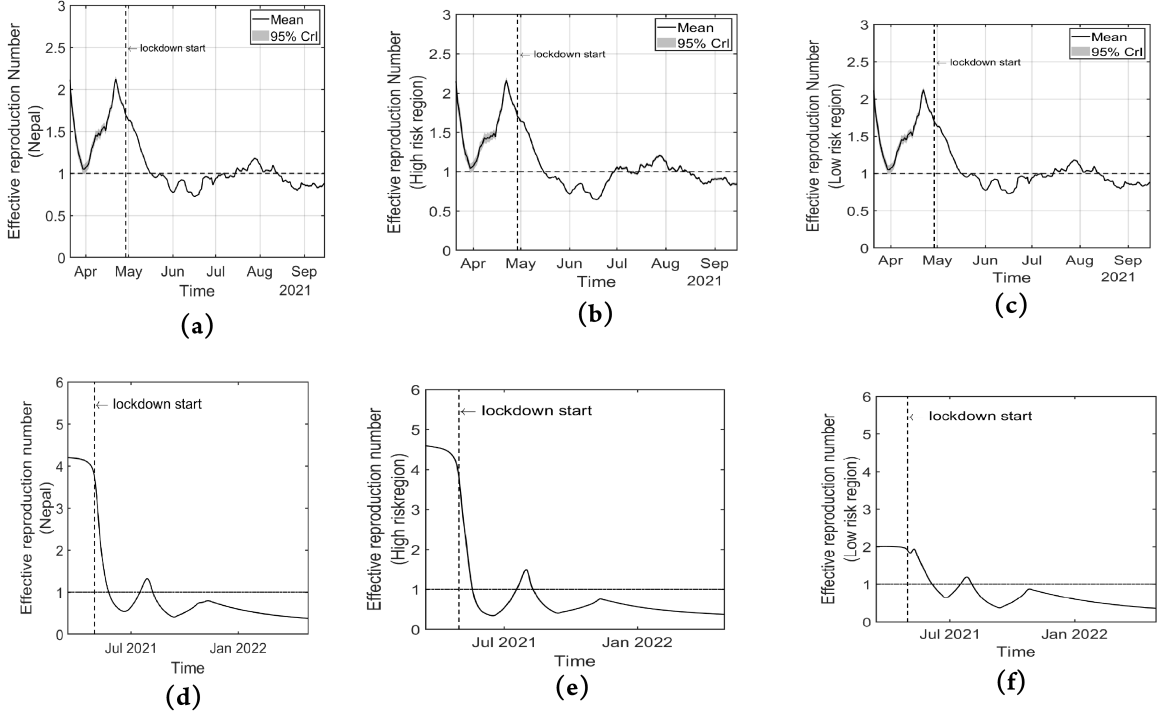 Effective reproduction Number
(Nepal)
3
2.5
2
1.5
1
0.5
0
Mean
95% CrI
← lockdown start
Apr May Jun Jul Aug Sep
Time 2021
(a)
Effective reproduction Number
(High risk region)
3
2.5
2
1.5
1
0.5
0
Mean
95% CrI
← lockdown start
Apr May Jun Jul Aug Sep
Time 2021
(b)
Effective reproduction Number
(Low risk region)
3
2.5
2
1.5
1
0.5
0
Mean
95% CrI
← lockdown start
Apr May Jun Jul Aug Sep
Time 2021
(c)
Effective reproduction number
(Nepal)
6
5
4
3
2
1
0
← lockdown start
Jul 2021 Jan 2022
Time
(d)
Effective reproduction number
(High riskregion)
6
5
4
3
2
1
0
← lockdown start
Jul 2021 Jan 2022
Time
(e)
Effective reproduction number
(Low risk region)
6
5
4
3
2
1
0
← lockdown start
Jul 2021 Jan 2022
Time
(f)